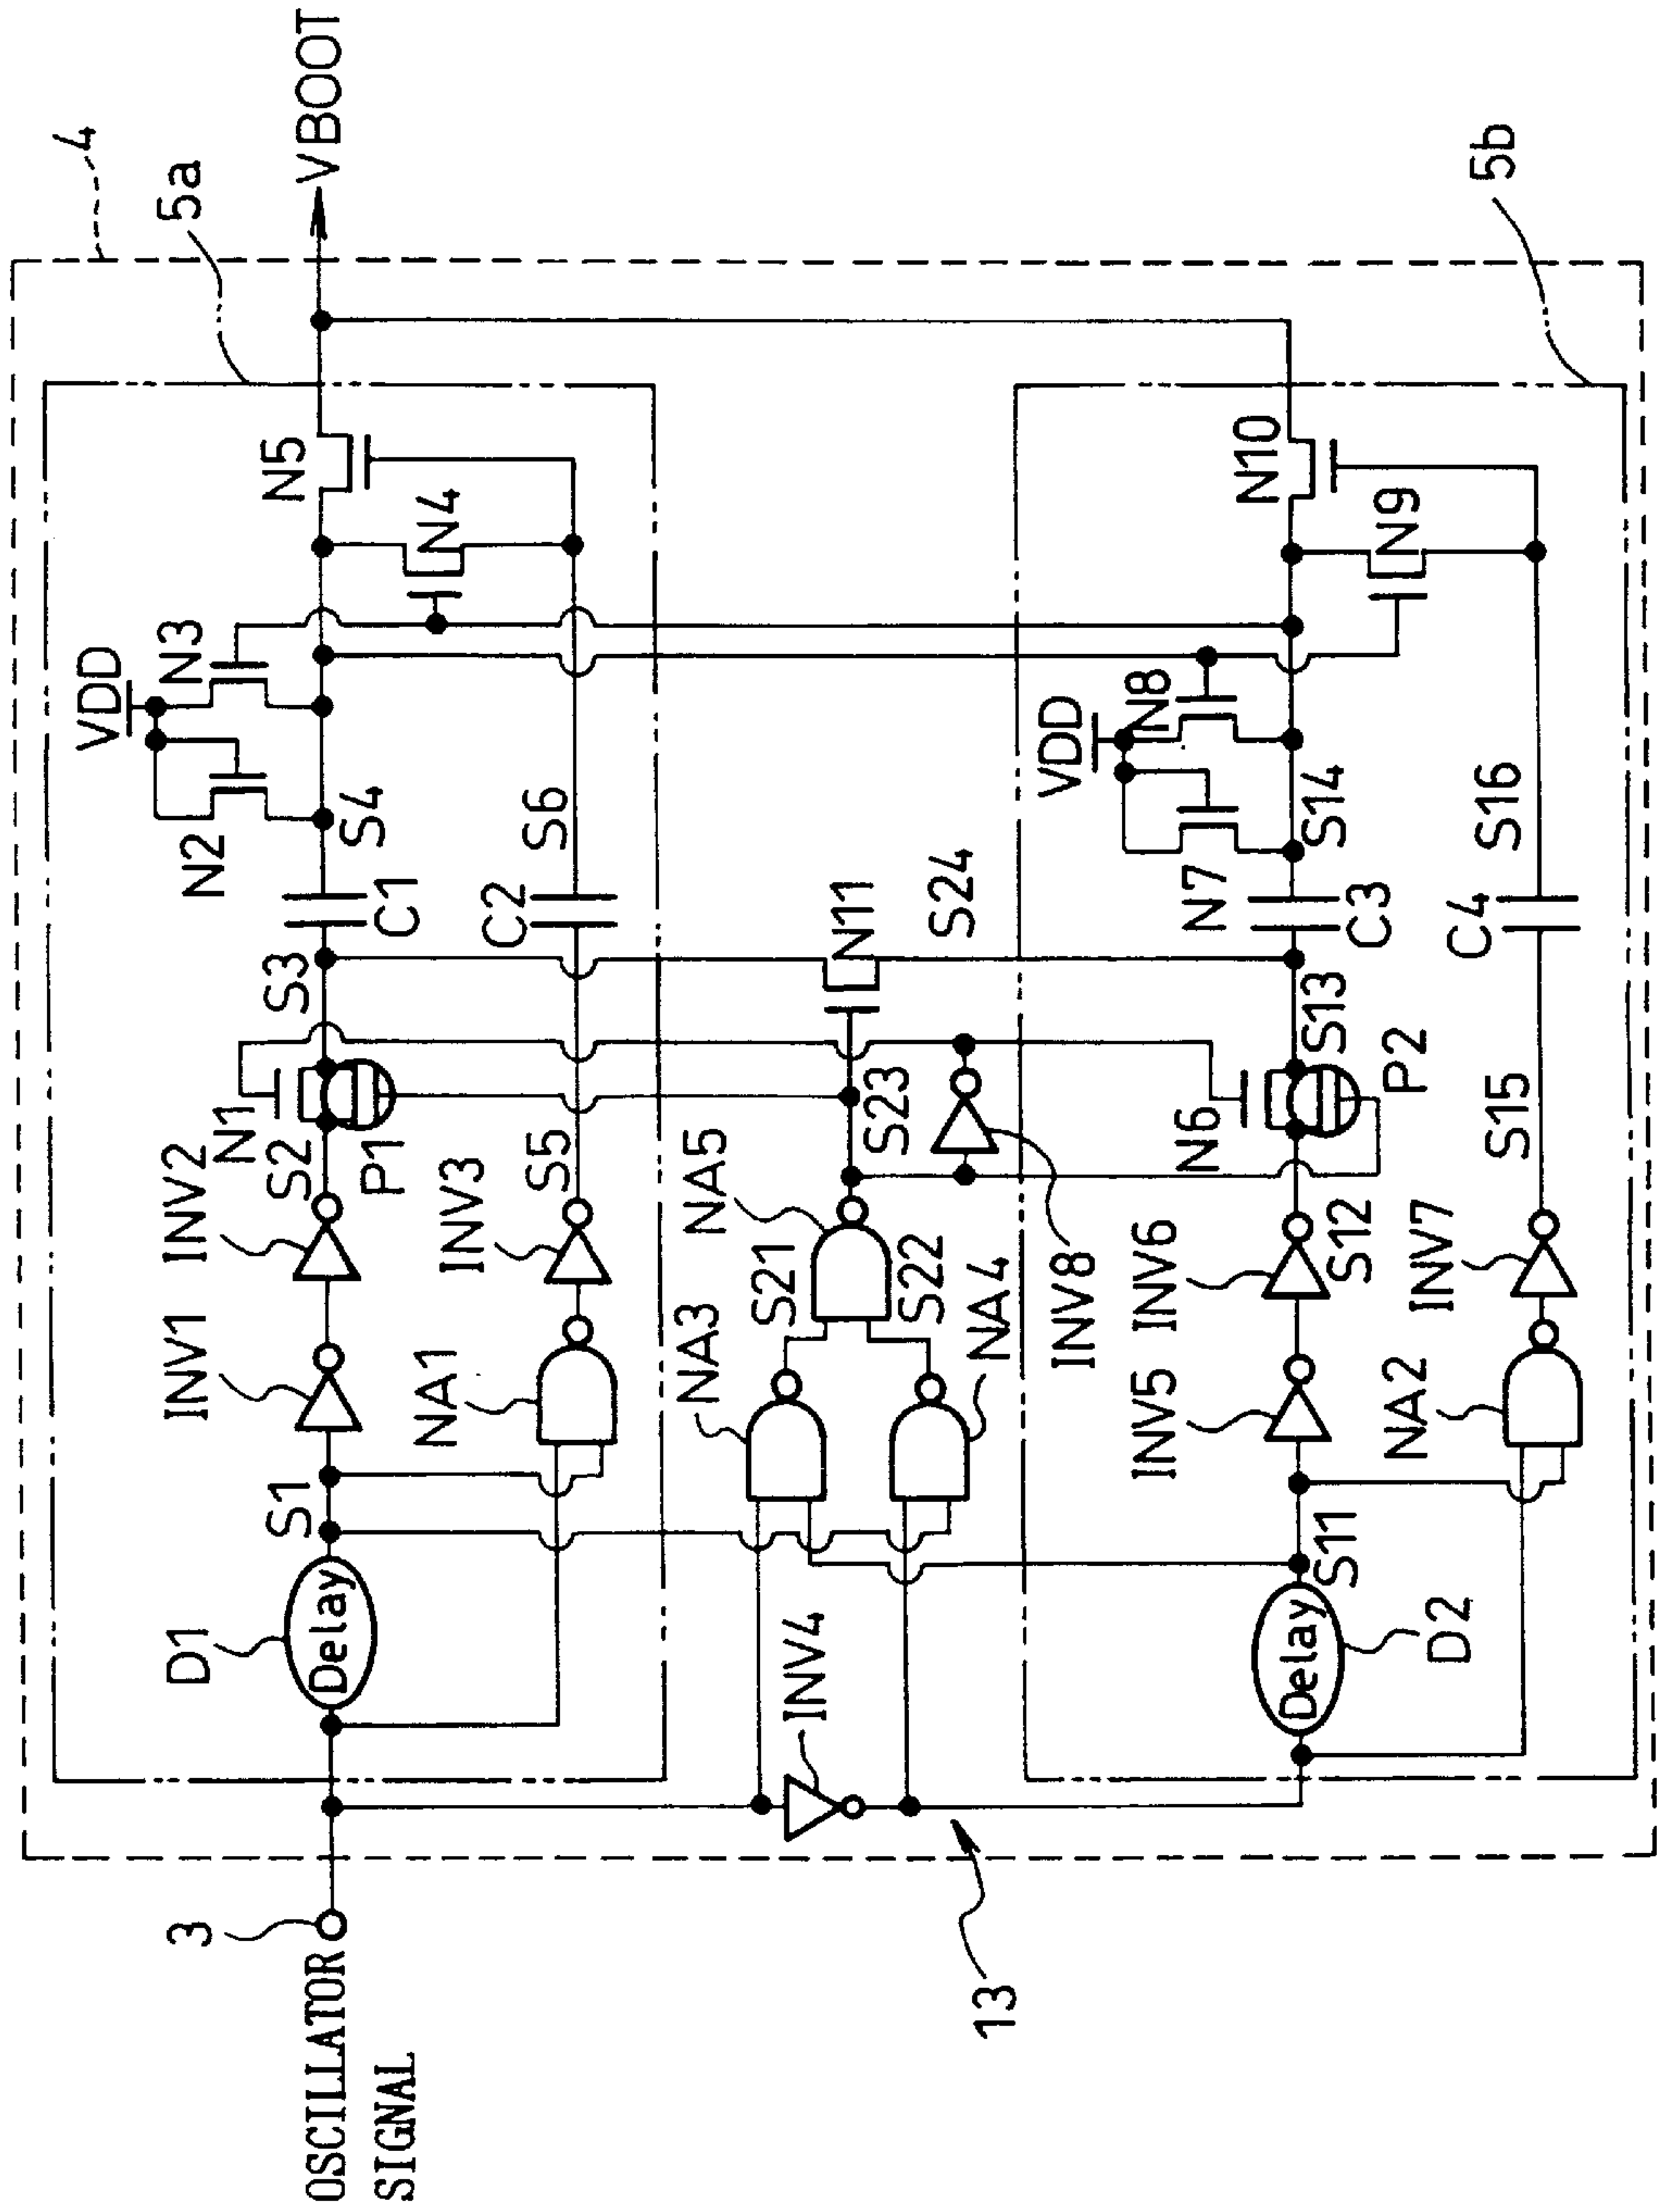 4
5a
VBOOT
VDD
N3
N5
N2
N4
S4
C1
S6
C2
S3
N1
S2
P1
INV2
INV1
INV3
S5
NA1
S1
D1
Delay
3
OSCILLATOR
SIGNAL
N11
S24
S23
NA5
S21
S22
NA3
NA4
INV8
INV4
13
5b
N10
N9
VDD
N8
N7
S14
C3
S16
C4
S13
N6
P2
S15
S12
INV6
INV5
INV7
NA2
S11
Delay
D2